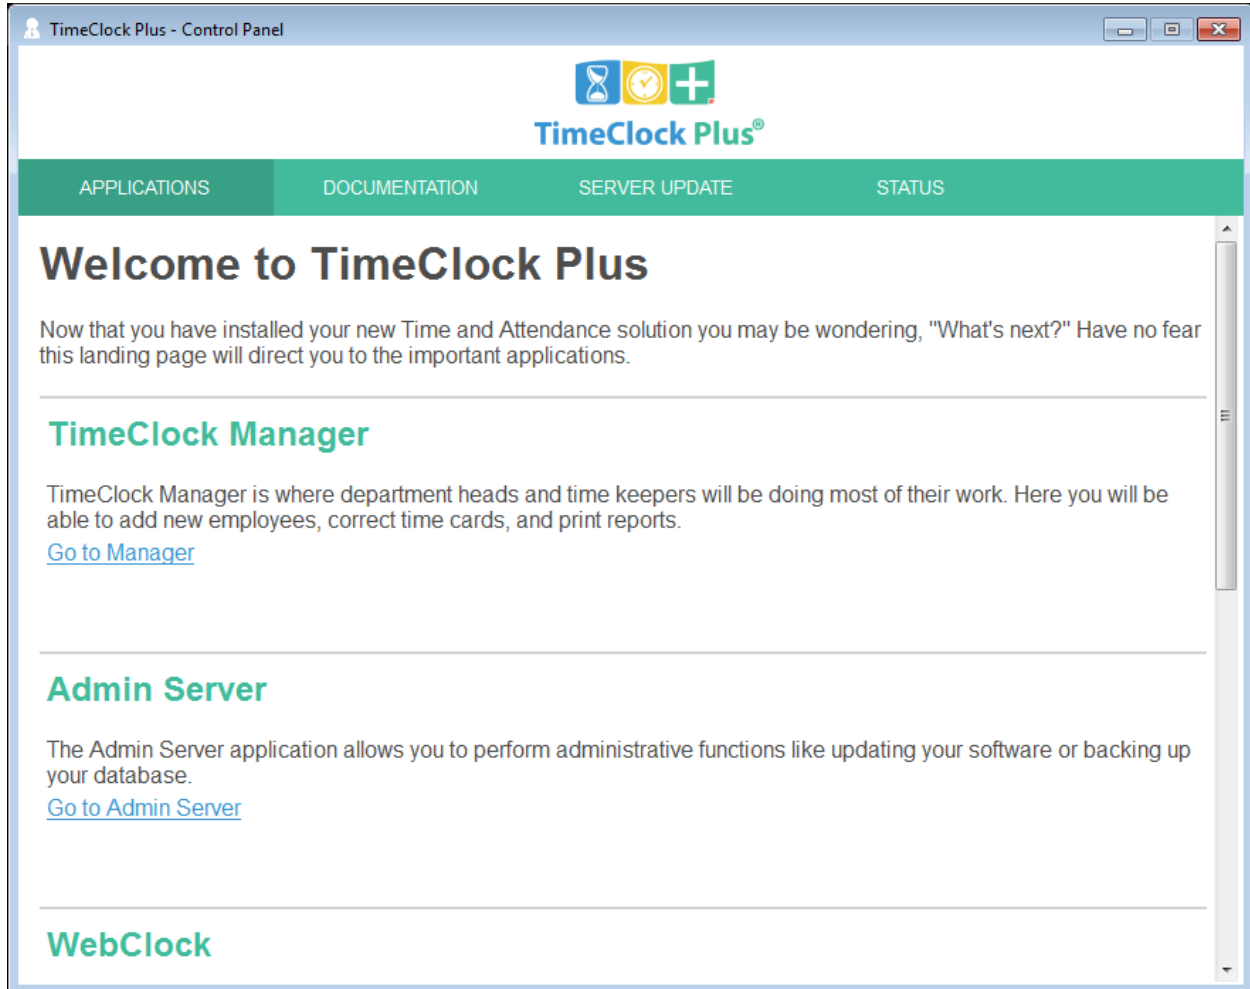 TimeClock Plus - Control Panel
TimeClock Plus®
APPLICATIONS DOCUMENTATION SERVER UPDATE STATUS
Welcome to TimeClock Plus
Now that you have installed your new Time and Attendance solution you may be wondering, "What's next?" Have no fear
this landing page will direct you to the important applications.
TimeClock Manager
TimeClock Manager is where department heads and time keepers will be doing most of their work. Here you will be
able to add new employees, correct time cards, and print reports.
Go to Manager
Admin Server
The Admin Server application allows you to perform administrative functions like updating your software or backing up
your database.
Go to Admin Server
WebClock